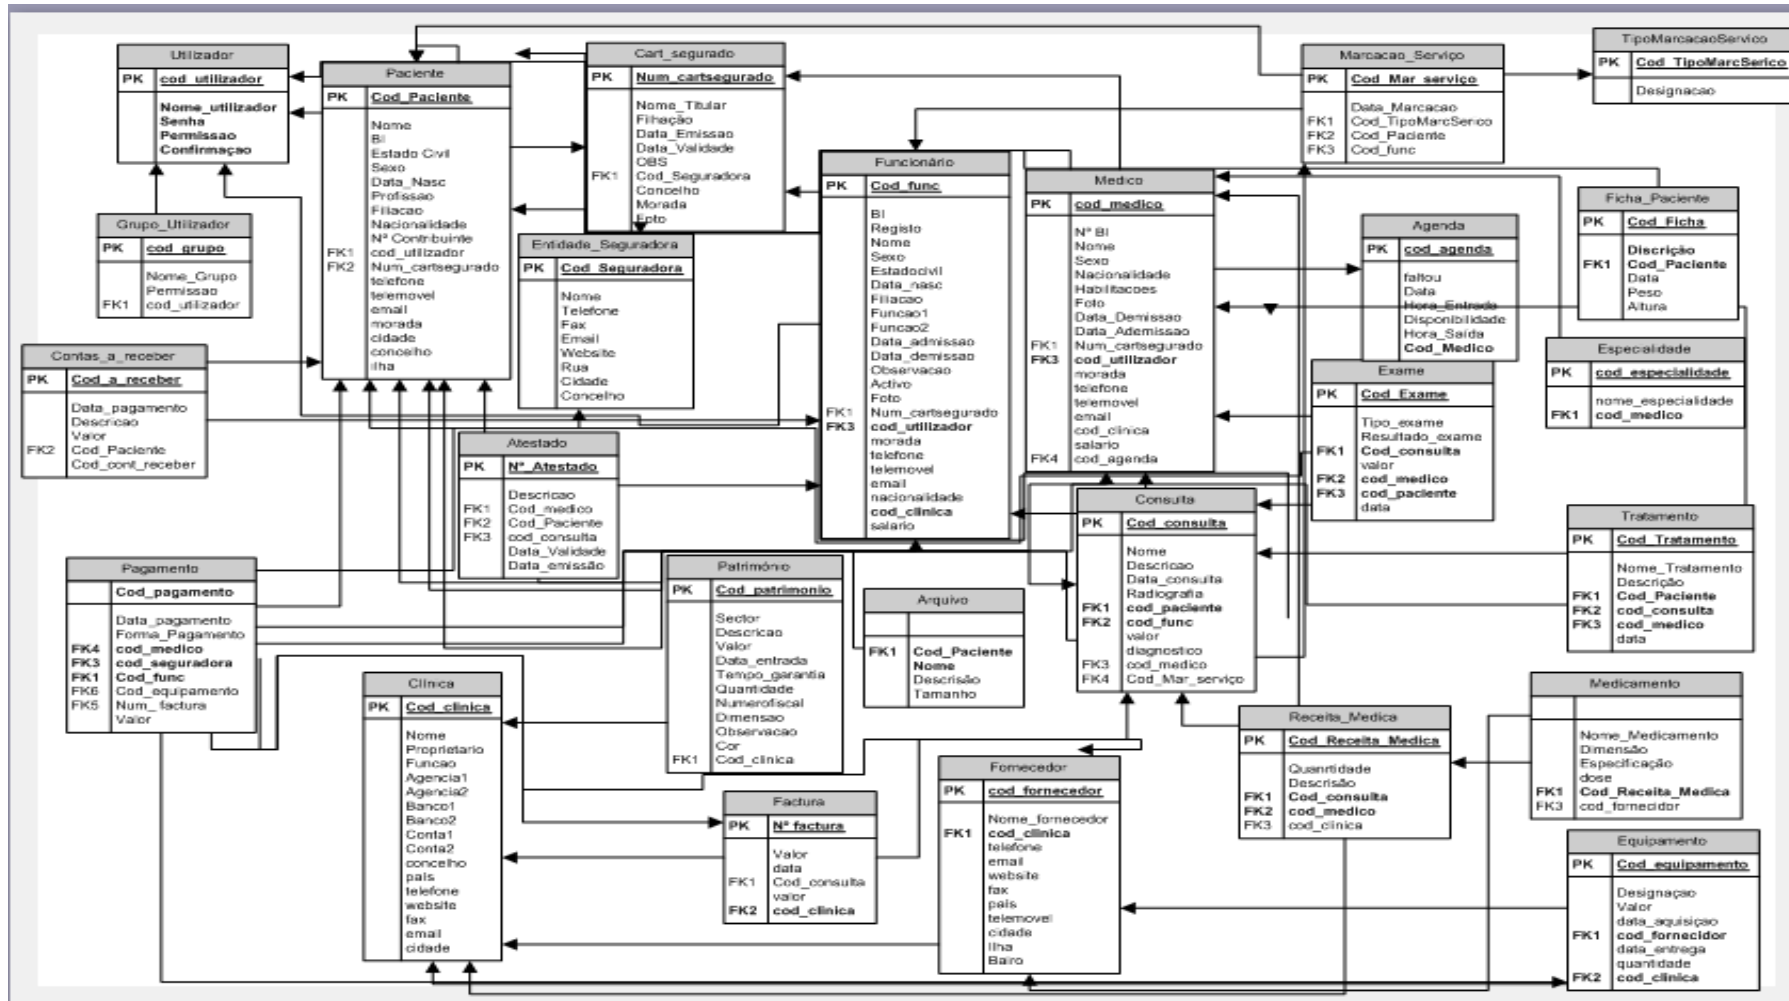 Utilizador
PK cod_utilizador
Nome_utilizador
Senha
Permissao
Confirmaçao
Grupo_Utilizador
PK cod_grupo
Nome_Grupo
Permissao
FK1 cod_utilizador
Contas_a_receber
PK Cod_a_receber
Data_pagamento
Descricao
Valor
FK2 Cod_Paciente
Cod_cont_receber
Pagamento
Cod_pagamento
Data_pagamento
Forma_Pagamento
FK4 cod_medico
FK3 cod_seguradora
FK1 Cod_func
FK6 Cod_equipamento
FK5 Num_factura
Valor
Paciente
PK Cod_Paciente
Nome
BI
Estado Civil
Sexo
Data_Nasc
Profissao
Filiacao
Nacionalidade
Nº Contribuinte
FK1 cod_utilizador
FK2 Num_cartsegurado
telefone
telemovel
email
morada
cidade
concelho
ilha
Cart_segurado
PK Num_cartsegurado
Nome_Titular
Filhação
Data_Emissao
Data_Validade
OBS
FK1 Cod_Seguradora
Concelho
Morada
Foto
Entidade_Seguradora
PK Cod_Seguradora
Nome
Telefone
Fax
Email
Website
Rua
Cidade
Concelho
Atestado
PK Nº_Atestado
Descricao
FK1 Cod_medico
FK2 Cod_Paciente
FK3 cod_consulta
Data_Validade
Data_emissão
Clínica
PK Cod_clinica
Nome
Proprietario
Funcao
Agencia1
Agencia2
Banco1
Banco2
Conta1
Conta2
concelho
pais
telefone
website
fax
email
cidade
Património
PK Cod_patrimonio
Sector
Descricao
Valor
Data_entrada
Tempo_garantia
Quantidade
Numerofiscal
Dimensao
Observacao
Cor
FK1 Cod_clinica
Factura
PK Nº factura
Valor
data
FK1 Cod_consulta
valor
FK2 cod_clinica
Funcionário
PK Cod_func
BI
Registo
Nome
Sexo
Estadocivil
Data_nasc
Filiacao
Funcao1
Funcao2
Data_admissao
Data_demissao
Observacao
Activo
Foto
FK1 Num_cartsegurado
FK3 cod_utilizador
morada
telefone
telemovel
email
nacionalidade
cod_clinica
salario
Arquivo
FK1 Cod_Paciente
Nome
Descrisão
Tamanho
Fornecedor
PK cod_fornecedor
Nome_fornecedor
FK1 cod_clinica
telefone
email
website
fax
pais
telemovel
cidade
Ilha
Bairo
Medico
PK cod_medico
Nº BI
Nome
Sexo
Nacionalidade
Habilitacoes
Foto
Data_Demissao
Data_Ademissao
FK1 Num_cartsegurado
FK3 cod_utilizador
morada
telefone
telemovel
email
cod_clinica
salario
FK4 cod_agenda
Consulta
PK Cod_consulta
Nome
Descricao
Data_consulta
Radiografia
FK1 cod_paciente
FK2 cod_func
valor
diagnostico
FK3 cod_medico
FK4 Cod_Mar_serviço
Marcacao_Serviço
PK Cod_Mar_serviço
Data_Marcacao
FK1 Cod_TipoMarcSerico
FK2 Cod_Paciente
FK3 Cod_func
TipoMarcacaoServico
PK Cod_TipoMarcSerico
Designacao
Agenda
PK cod_agenda
faltou
Data
Hora_Entrada
Disponibilidade
Hora_Saida
Cod_Medico
Ficha_Paciente
PK Cod_Ficha
Discrição
FK1 Cod_Paciente
Data
Peso
Altura
Especialidade
PK cod_especialidade
nome_especialidade
FK1 cod_medico
Exame
PK Cod_Exame
Tipo_exame
Resultado_exame
FK1 Cod_consulta
valor
FK2 cod_medico
FK3 cod_paciente
data
Tratamento
PK Cod_Tratamento
Nome_Tratamento
Descrição
FK1 Cod_Paciente
FK2 cod_consulta
FK3 cod_medico
data
Receita_Medica
PK Cod_Receita_Medica
Quanrtidade
Descrisão
FK1 Cod_consulta
FK2 cod_medico
FK3 cod_clinica
Medicamento
Nome_Medicamento
Dimensão
Especificação
dose
FK1 Cod_Receita_Medica
FK3 cod_fornecidor
Equipamento
PK Cod_equipamento
Designaçao
Valor
data_aquisiçao
FK1 cod_fornecidor
data_entrega
quantidade
FK2 cod_clinica